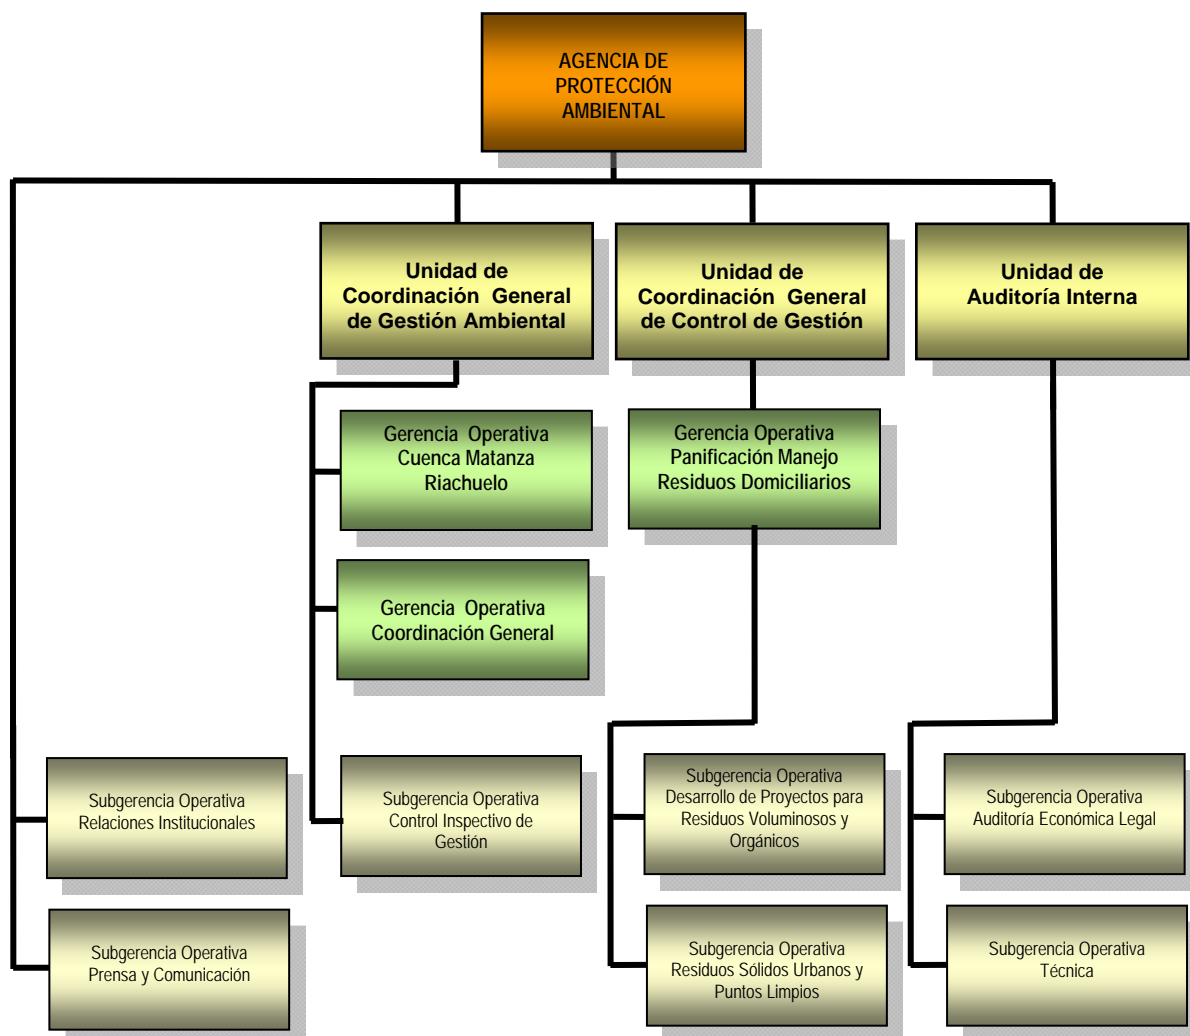 AGENCIA DE
PROTECCIÓN
AMBIENTAL
Unidad de
Coordinación General
de Gestión Ambiental
Unidad de
Coordinación General
de Control de Gestión
Unidad de
Auditoría Interna
Gerencia Operativa
Cuenca Matanza
Riachuelo
Gerencia Operativa
Panificación Manejo
Residuos Domiciliarios
Gerencia Operativa
Coordinación General
Subgerencia Operativa
Relaciones Institucionales
Subgerencia Operativa
Control Inspectivo de
Gestión
Subgerencia Operativa
Desarrollo de Proyectos para
Residuos Voluminosos y
Orgánicos
Subgerencia Operativa
Auditoría Económica Legal
Subgerencia Operativa
Prensa y Comunicación
Subgerencia Operativa
Residuos Sólidos Urbanos y
Puntos Limpios
Subgerencia Operativa
Técnica